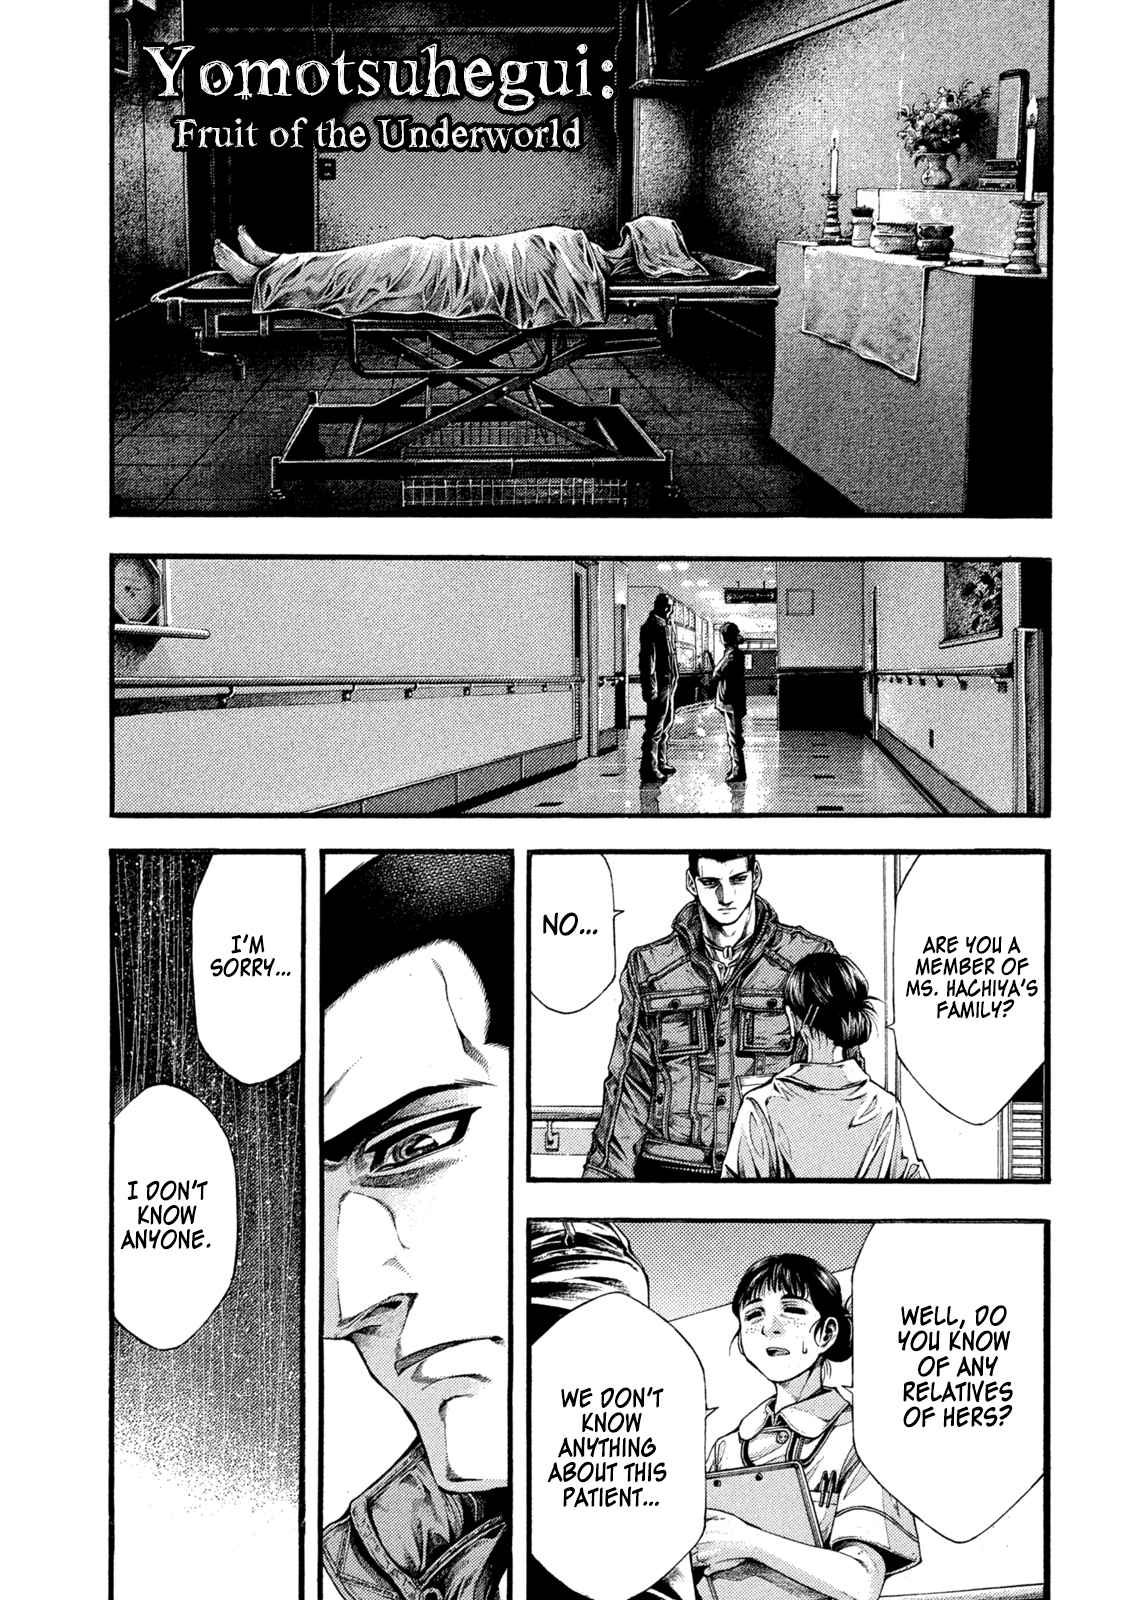 Yomotsuhegui:
Fruit of the Underworld
ARE YOU A
MEMBER OF
MS. HACHIYA'S
FAMILY?
NO...
WELL, DO
YOU KNOW
OF ANY
RELATIVES
OF HERS?
WE DON'T
KNOW
ANYTHING
ABOUT THIS
PATIENT...
I'M
SORRY...
I DON'T
KNOW
ANYONE.